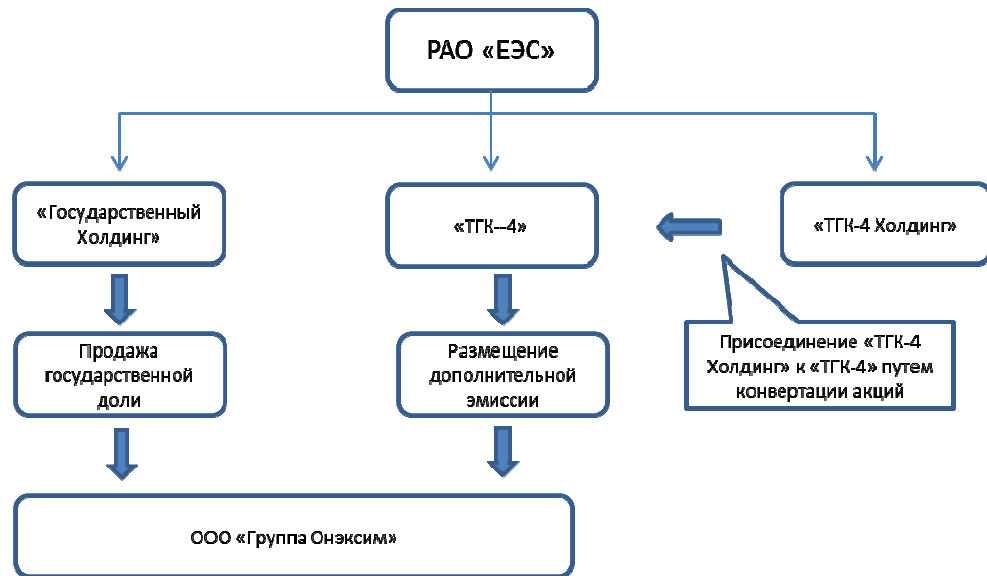 РАО «ЕЭС»
«Государственный
Холдинг»
«ТГК--4»
«ТГК-4 Холдинг»
Продажа
государственной
доли
Размещение
дополнительной
эмиссии
Присоединение «ТГК-4
Холдинг» к «ТГК-4» путем
конвертации акций
ООО «Группа Онэксим»